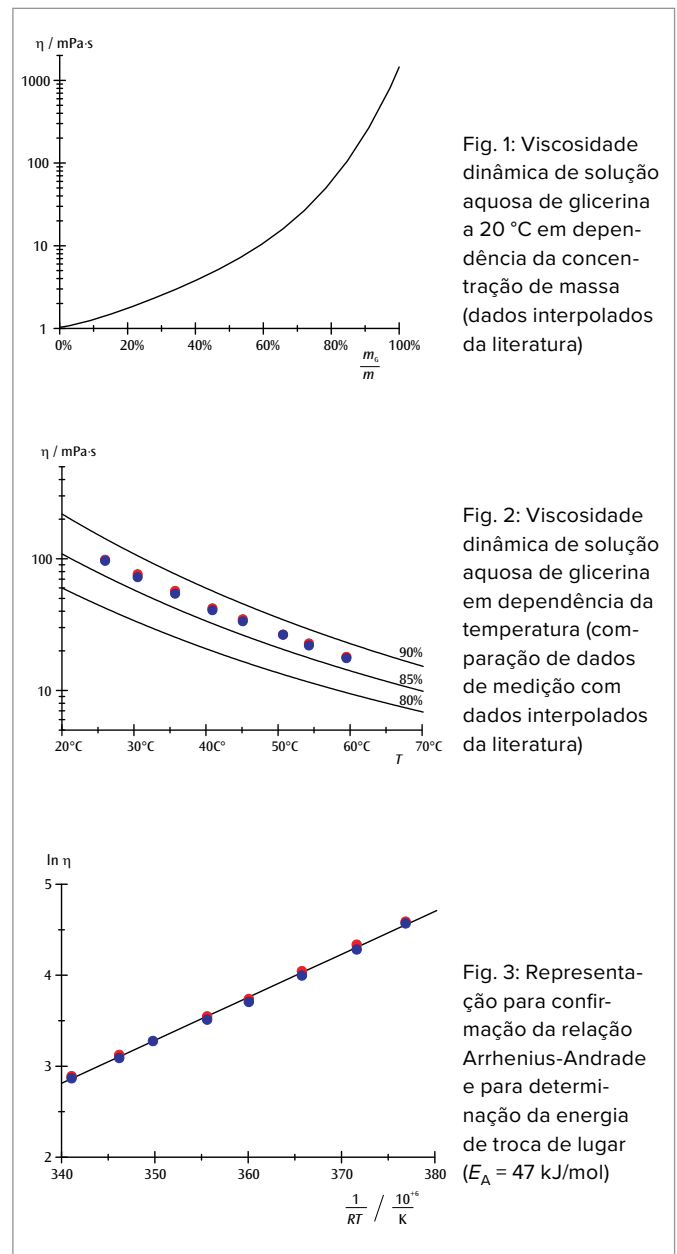 η / mPa·s
1000
100
10
1
0%
20%
40%
60%
80%
100%
m_G
m
Fig. 1: Viscosidade
dinâmica de solução
aquosa de glicerina
a 20 °C em depen-
dência da concen-
tração de massa
(dados interpolados
da literatura)
η / mPa·s
100
10
90%
85%
80%
20°C
30°C
40C°
50°C
60°C
70°C
T
Fig. 2: Viscosidade
dinâmica de solução
aquosa de glicerina
em dependência da
temperatura (com-
paração de dados
de medição com
dados interpolados
da literatura)
ln η
5
4
3
2
340
350
360
370
380
1
RT
/
10⁺⁶
K
Fig. 3: Representa-
ção para confir-
mação da relação
Arrhenius-Andrade
e para determi-
nação da energia
de troca de lugar
(E_A = 47 kJ/mol)